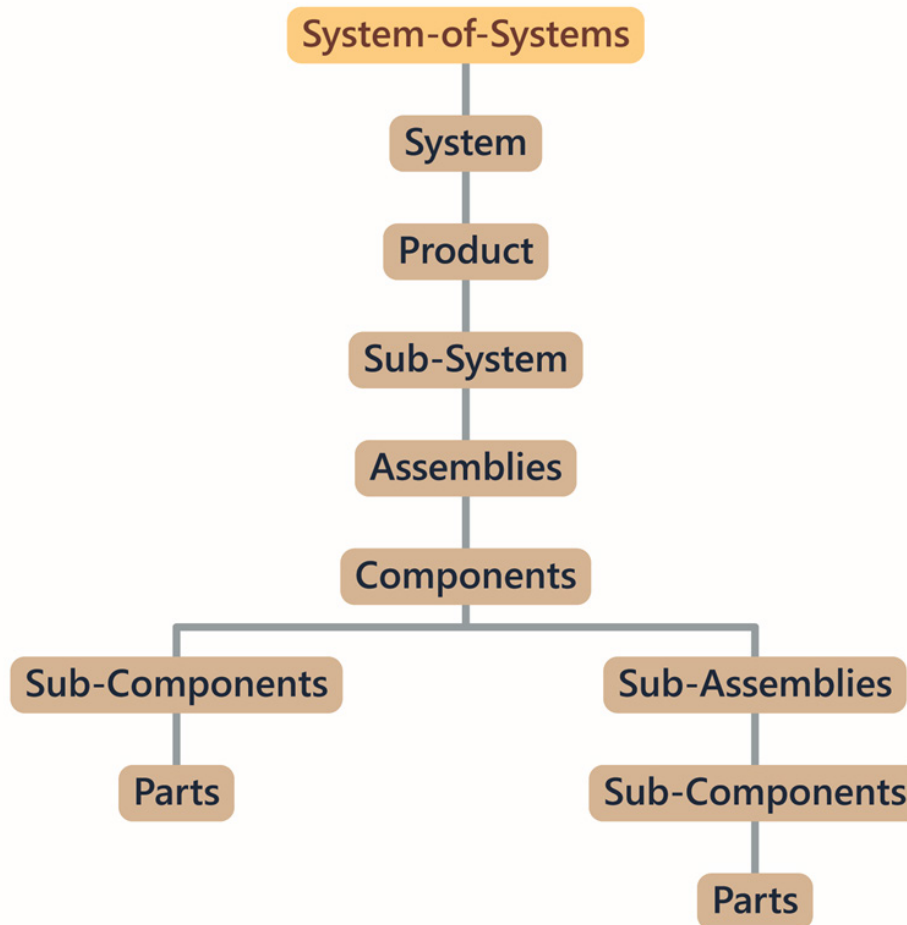 System-of-Systems
System
Product
Sub-System
Assemblies
Components
Sub-Components
Sub-Assemblies
Parts
Sub-Components
Parts